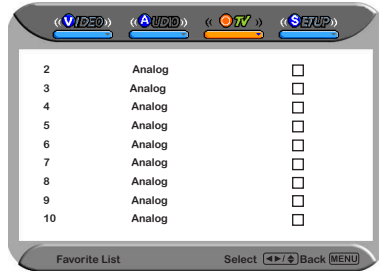 VIDEO AUDIO TV SETUP
2 Analog
3 Analog
4 Analog
5 Analog
6 Analog
7 Analog
8 Analog
9 Analog
10 Analog
Favorite List Select ◄►/◆ Back MENU